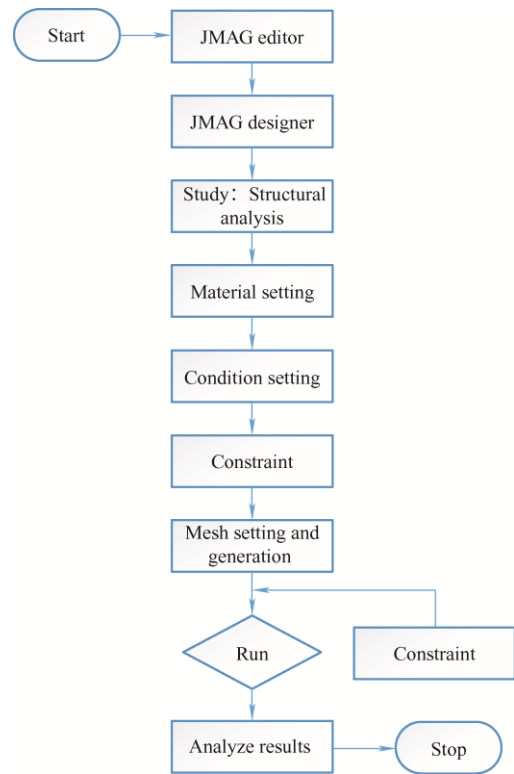 Start
JMAG editor
JMAG designer
Study：Structural
analysis
Material setting
Condition setting
Constraint
Mesh setting and
generation
Run
Constraint
Analyze results
Stop